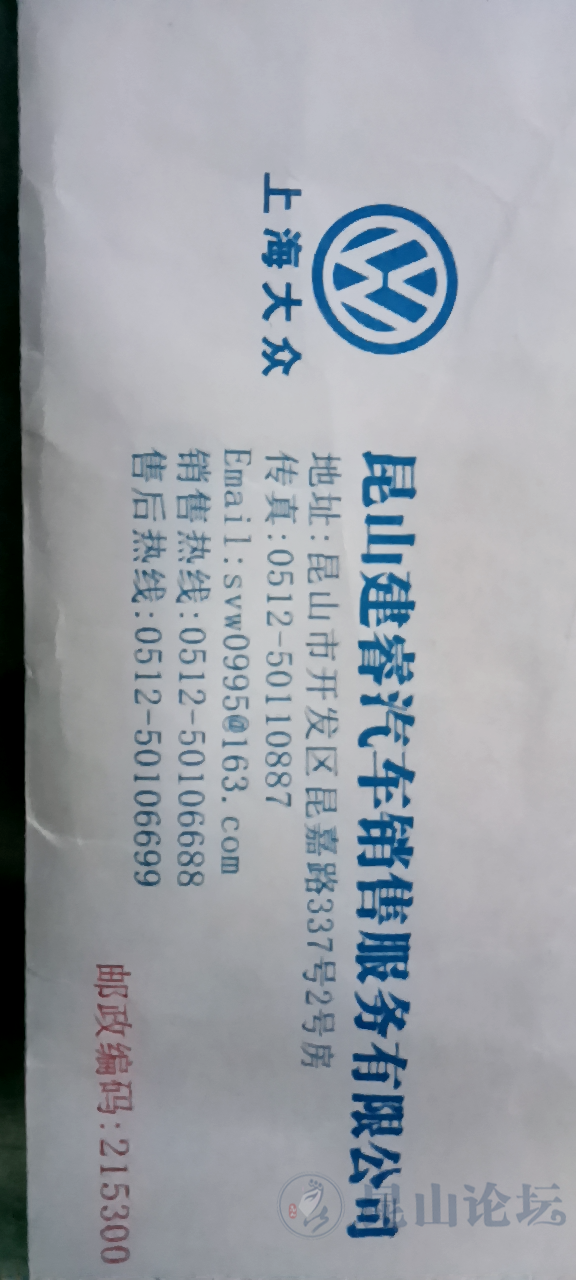 上海大众
昆山建睿汽车销售服务有限公司
地址:昆山市开发区昆嘉路337号2号房
传真:0512-50110887
Email:svw0995@163.com
销售热线:0512-50106688
售后热线:0512-50106699
邮政编码:215300
昆山论坛